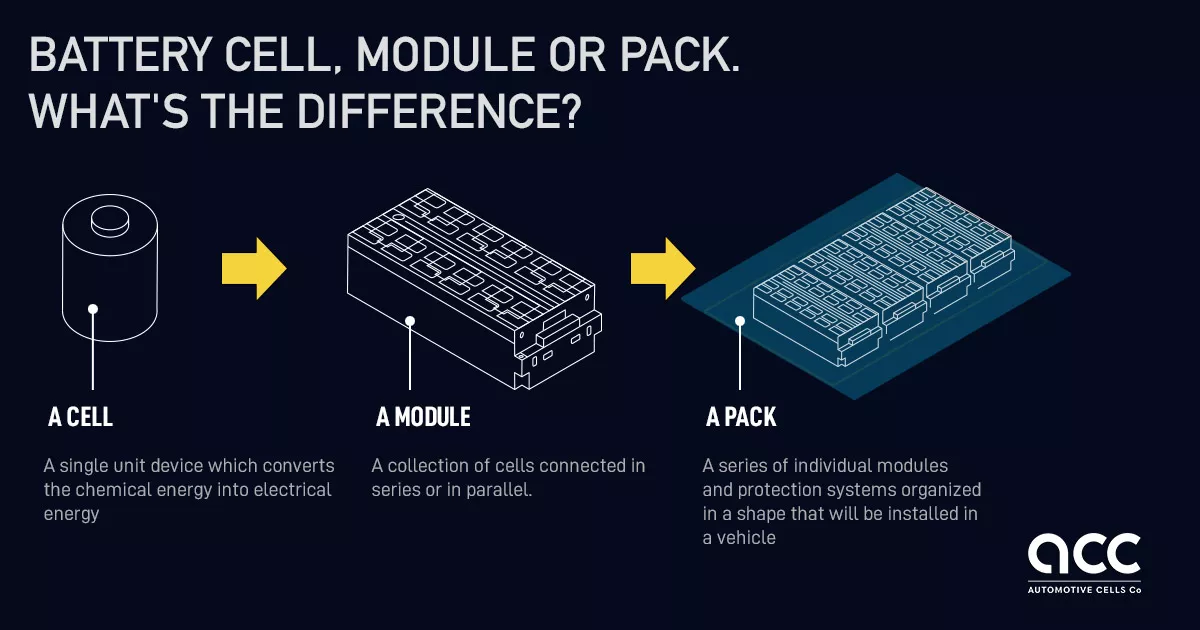 BATTERY CELL, MODULE OR PACK.
WHAT'S THE DIFFERENCE?
A CELL
A single unit device which converts
the chemical energy into electrical
energy
A MODULE
A collection of cells connected in
series or in parallel.
A PACK
A series of individual modules
and protection systems organized
in a shape that will be installed in
a vehicle
acc
AUTOMOTIVE CELLS Co